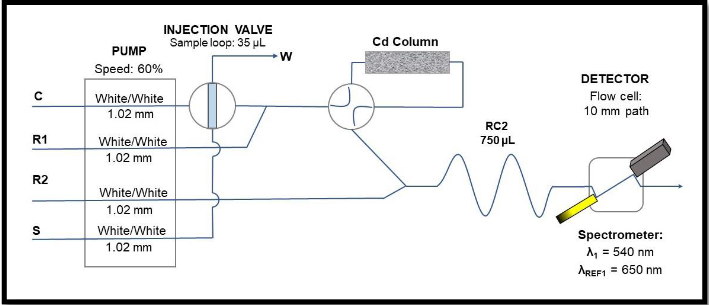 INJECTION VALVE
Sample loop: 35 µL
W
Cd Column
PUMP
Speed: 60%
DETECTOR
Flow cell:
10 mm path
C
White/White
1.02 mm
R1
White/White
1.02 mm
RC2
750 µL
R2
White/White
1.02 mm
S
White/White
1.02 mm
Spectrometer:
λ1 = 540 nm
λREF1 = 650 nm